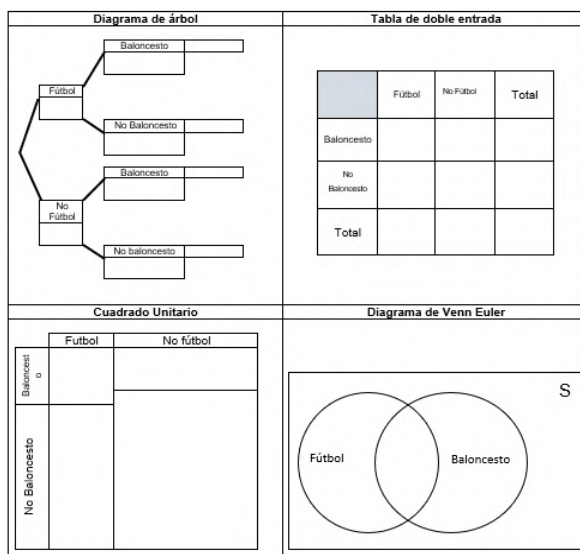 Diagrama de árbol
Baloncesto
Fútbol
No Baloncesto
Baloncesto
No
Fútbol
No baloncesto
Tabla de doble entrada
Fútbol
No Fútbol
Total
Baloncesto
No
Baloncesto
Total
Cuadrado Unitario
Futbol
No fútbol
Baloncest
o
No Baloncesto
Diagrama de Venn Euler
S
Fútbol
Baloncesto